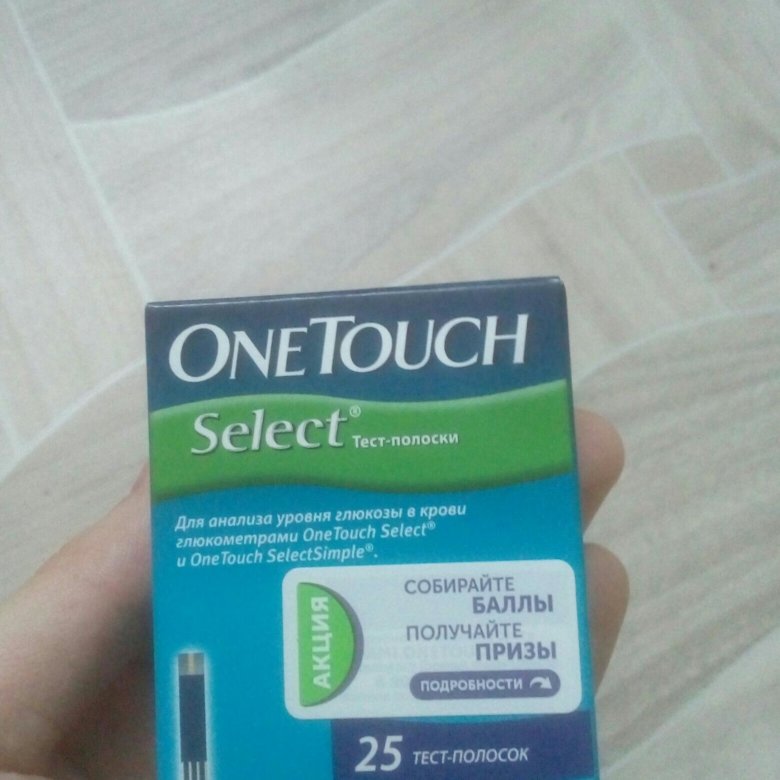 ONETOUCH
Select® Тест-полоски
Для анализа уровня глюкозы в крови
глюкометрами OneTouch Select®
и OneTouch SelectSimple®.
АКЦИЯ
СОБИРАЙТЕ
БАЛЛЫ
ПОЛУЧАЙТЕ
ПРИЗЫ
ПОДРОБНОСТИ
25 ТЕСТ-ПОЛОСОК